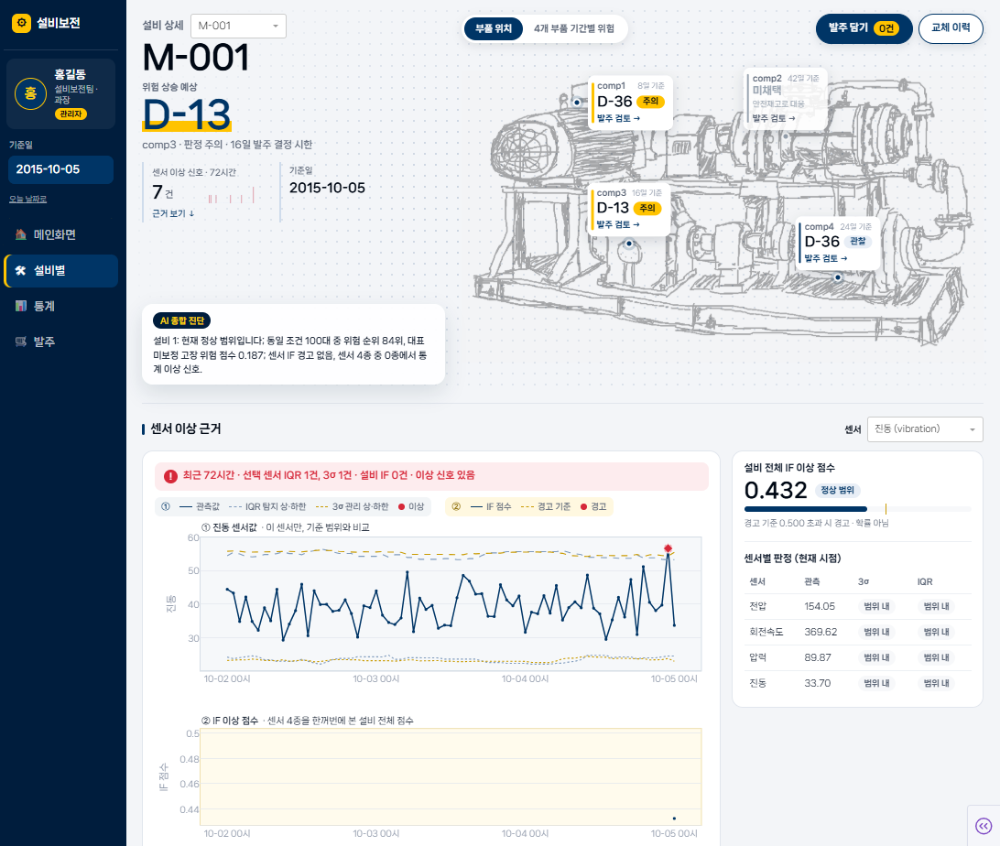 설비보전
홍
홍길동
설비보전팀 ·
과장
관리자
기준일
2015-10-05
오늘 날짜로
메인화면
설비별
통계
발주
설비 상세
M-001
M-001
위험 상승 예상
D-13
comp3 · 판정 주의 · 16일 발주 결정 시한
센서 이상 신호 · 72시간
7 건
근거 보기 ↓
기준일
2015-10-05
부품 위치
4개 부품 기간별 위험
발주 담기 0건
교체 이력
comp1 8일 기준
D-36 주의
발주 검토 →
comp2 42일 기준
미채택
안전재고로 대응
발주 검토 →
comp3 16일 기준
D-13 주의
발주 검토 →
comp4 24일 기준
D-36 관찰
발주 검토 →
AI 종합 진단
설비 1: 현재 정상 범위입니다; 동일 조건 100대 중 위험 순위 84위, 대표
미보정 고장 위험 점수 0.187; 센서 IF 경고 없음, 센서 4종 중 0종에서 통
계 이상 신호.
센서 이상 근거
센서
진동 (vibration)
! 최근 72시간 · 선택 센서 IQR 1건, 3σ 1건 · 설비 IF 0건 · 이상 신호 있음
① 관측값 IQR 탐지 상·하한 3σ 관리 상·하한 이상
② IF 점수 경고 기준 경고
① 진동 센서값 · 이 센서만, 기준 범위와 비교
진동
60
50
40
30
10-02 00시 10-03 00시 10-04 00시 10-05 00시
② IF 이상 점수 · 센서 4종을 한꺼번에 본 설비 전체 점수
IF 점수
0.5
0.48
0.46
0.44
10-02 00시 10-03 00시 10-04 00시 10-05 00시
설비 전체 IF 이상 점수
0.432 정상 범위
경고 기준 0.500 초과 시 경고 · 확률 아님
센서별 판정 (현재 시점)
센서 관측 3σ IQR
전압 154.05 범위 내 범위 내
회전속도 369.62 범위 내 범위 내
압력 89.87 범위 내 범위 내
진동 33.70 범위 내 범위 내